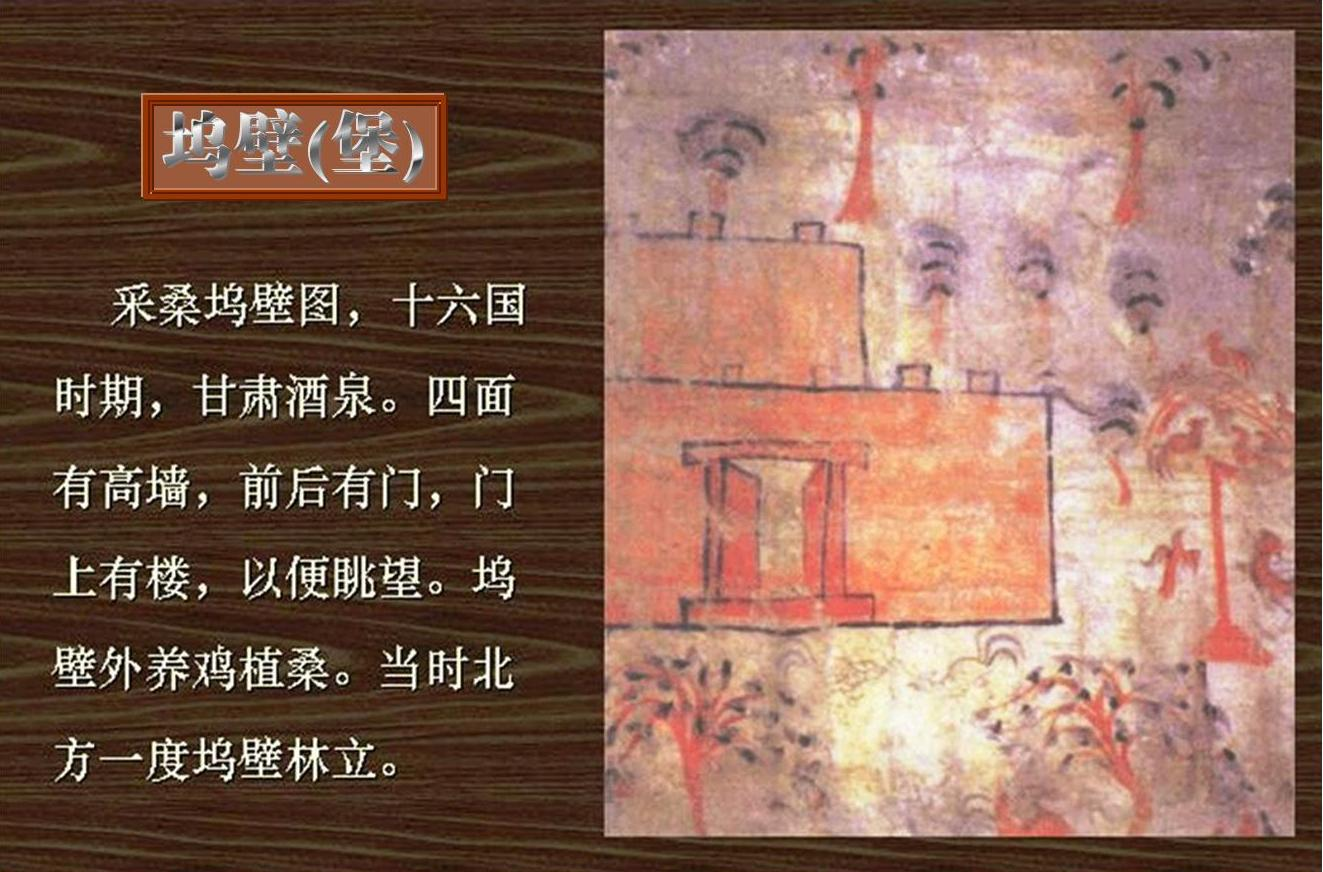 坞壁(堡)
采桑坞壁图，十六国
时期，甘肃酒泉。四面
有高墙，前后有门，门
上有楼，以便眺望。坞
壁外养鸡植桑。当时北
方一度坞壁林立。